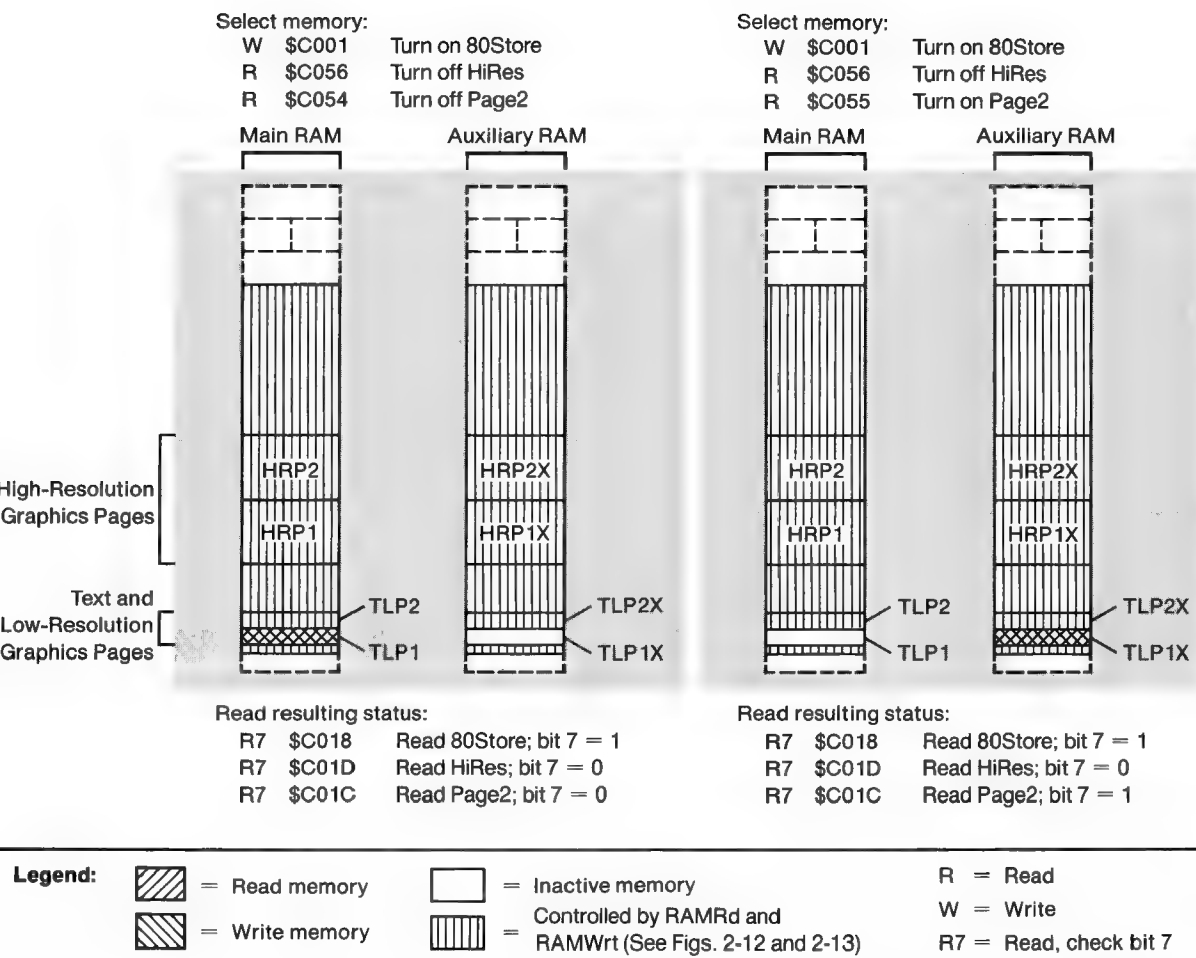 Select memory:
W $C001 Turn on 80Store
R $C056 Turn off HiRes
R $C054 Turn off Page2
Main RAM
Auxiliary RAM
Select memory:
W $C001 Turn on 80Store
R $C056 Turn off HiRes
R $C055 Turn on Page2
Main RAM
Auxiliary RAM
High-Resolution
Graphics Pages
HRP2
HRP2X
HRP1
HRP1X
HRP2
HRP2X
HRP1
HRP1X
Text and
Low-Resolution
Graphics Pages
TLP2
TLP1
TLP2X
TLP1X
TLP2
TLP1
TLP2X
TLP1X
Read resulting status:
R7 $C018 Read 80Store; bit 7 = 1
R7 $C01D Read HiRes; bit 7 = 0
R7 $C01C Read Page2; bit 7 = 0
Read resulting status:
R7 $C018 Read 80Store; bit 7 = 1
R7 $C01D Read HiRes; bit 7 = 0
R7 $C01C Read Page2; bit 7 = 1
Legend:
= Read memory
= Write memory
= Inactive memory
= Controlled by RAMRd and
RAMWrt (See Figs. 2-12 and 2-13)
R = Read
W = Write
R7 = Read, check bit 7